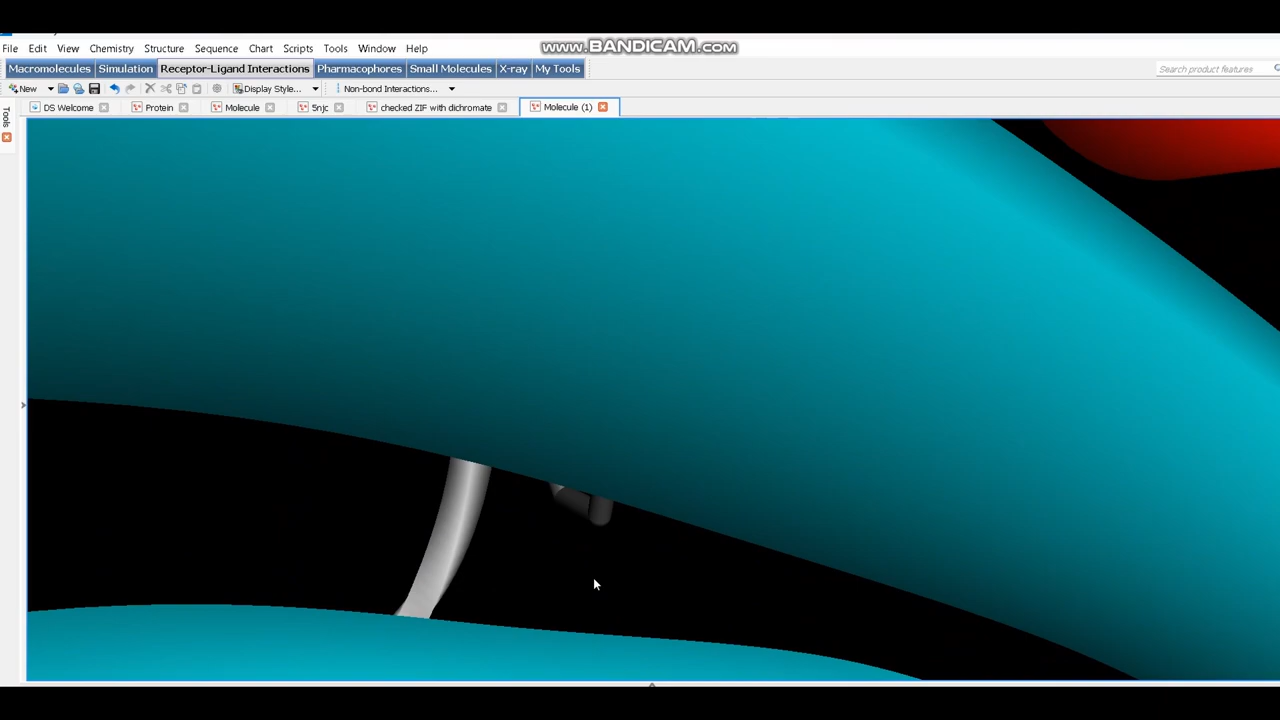 www.BANDICAM.com
File Edit View Chemistry Structure Sequence Chart Scripts Tools Window Help
Macromolecules Simulation Receptor-Ligand Interactions Pharmacophores Small Molecules X-ray My Tools
Search product features
New Display Style... Non-bond Interactions...
DS Welcome Protein Molecule 5njc checked ZIF with dichromate Molecule (1)
Tools